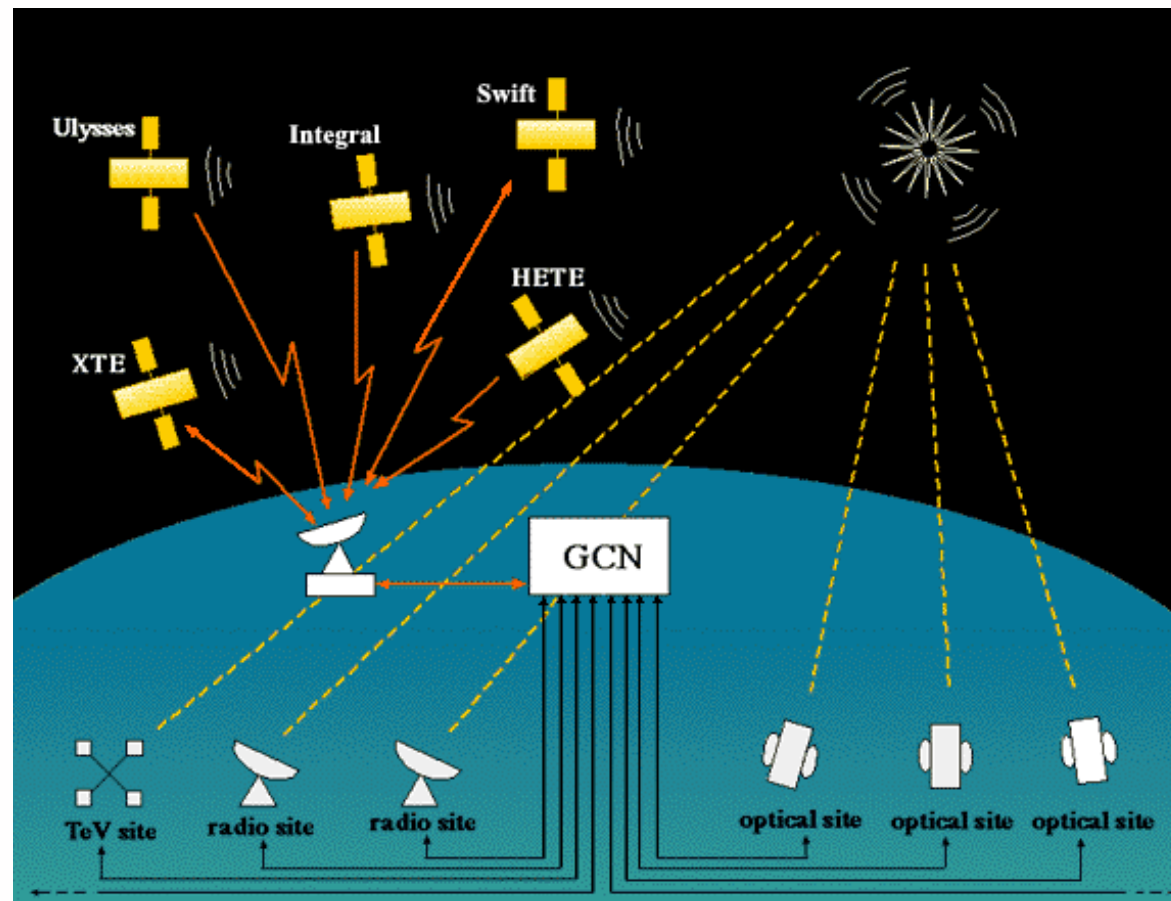 Swift
Ulysses
Integral
HETE
XTE
GCN
TeV site
radio site
radio site
optical site
optical site
optical site